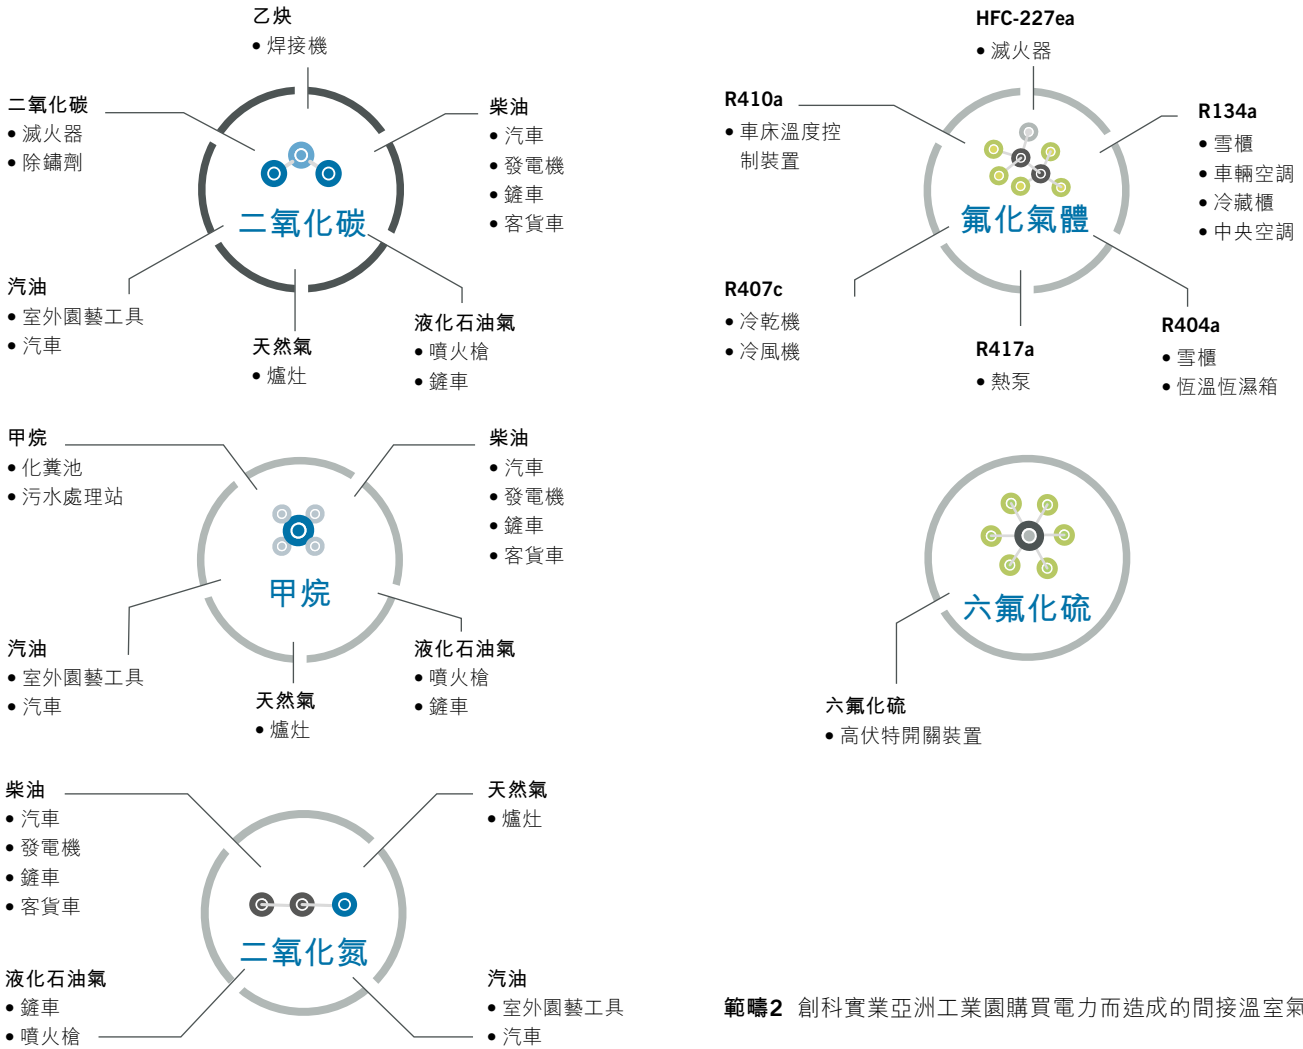 乙炔
• 焊接機
二氧化碳
• 滅火器
• 除鏽劑
柴油
• 汽車
• 發電機
• 鏟車
• 客貨車
二氧化碳
汽油
• 室外園藝工具
• 汽車
天然氣
• 爐灶
液化石油氣
• 噴火槍
• 鏟車
HFC-227ea
• 滅火器
R410a
• 車床溫度控
制裝置
R134a
• 雪櫃
• 車輛空調
• 冷藏櫃
• 中央空調
氟化氣體
R407c
• 冷乾機
• 冷風機
R417a
• 熱泵
R404a
• 雪櫃
• 恆溫恆濕箱
甲烷
• 化糞池
• 污水處理站
柴油
• 汽車
• 發電機
• 鏟車
• 客貨車
甲烷
汽油
• 室外園藝工具
• 汽車
天然氣
• 爐灶
液化石油氣
• 噴火槍
• 鏟車
六氟化硫
六氟化硫
• 高伏特開關裝置
柴油
• 汽車
• 發電機
• 鏟車
• 客貨車
天然氣
• 爐灶
二氧化氮
液化石油氣
• 鏟車
• 噴火槍
汽油
• 室外園藝工具
• 汽車
範疇2 創科實業亞洲工業園購買電力而造成的間接溫室氣